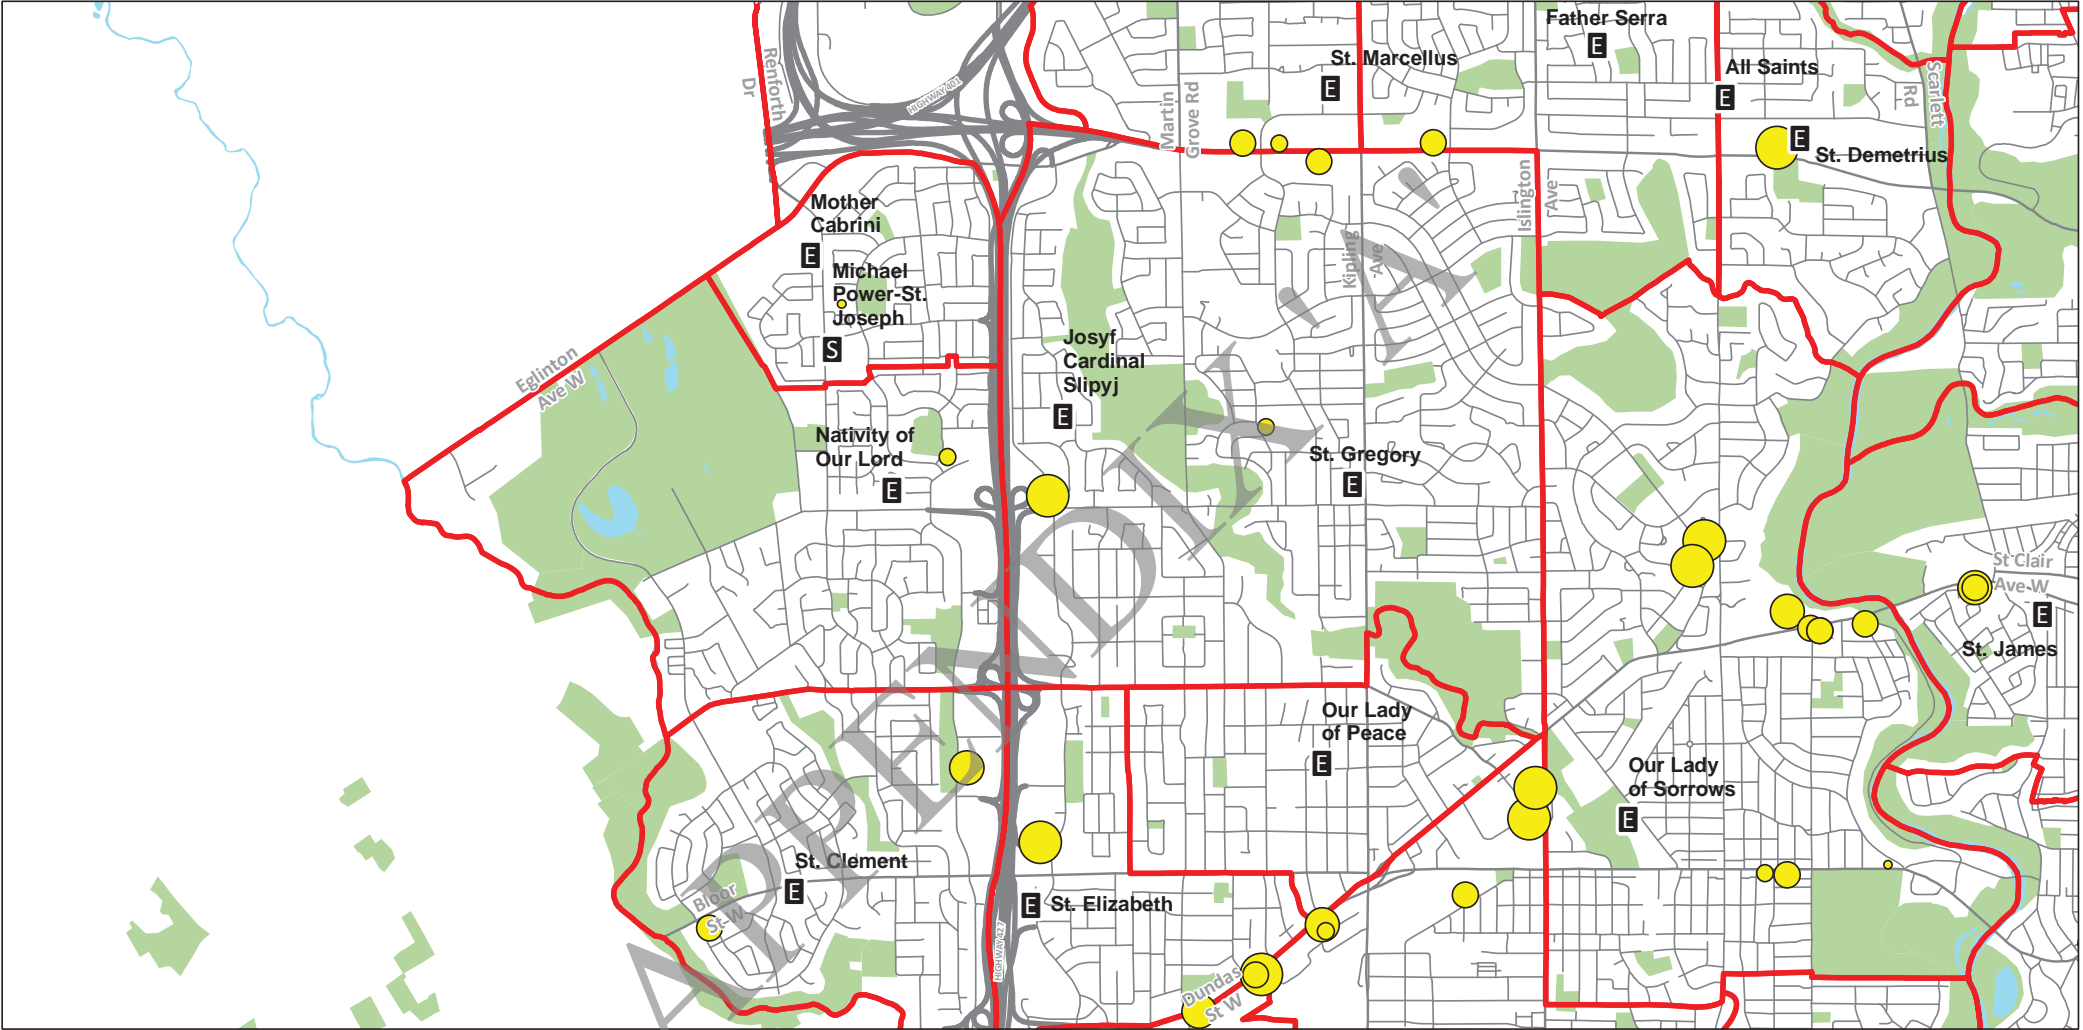 Father Serra
E
St. Marcellus
E
All Saints
E
Scarlett
Rd
Renforth
Dr
HIGHWAY 401
Martin
Grove Rd
E
St. Demetrius
Islington
Ave
Mother
Cabrini
E
Kipling
Ave
Michael
Power-St.
Joseph
S
Josyf
Cardinal
Slipyj
E
Eglinton
Ave W
Nativity of
Our Lord
E
St. Gregory
E
St Clair
Ave W
E
St. James
APPENDIX 'A'
Our Lady
of Peace
E
Our Lady
of Sorrows
E
St. Clement
E
Bloor
St W
E
St. Elizabeth
HIGHWAY 427
Dundas
St W